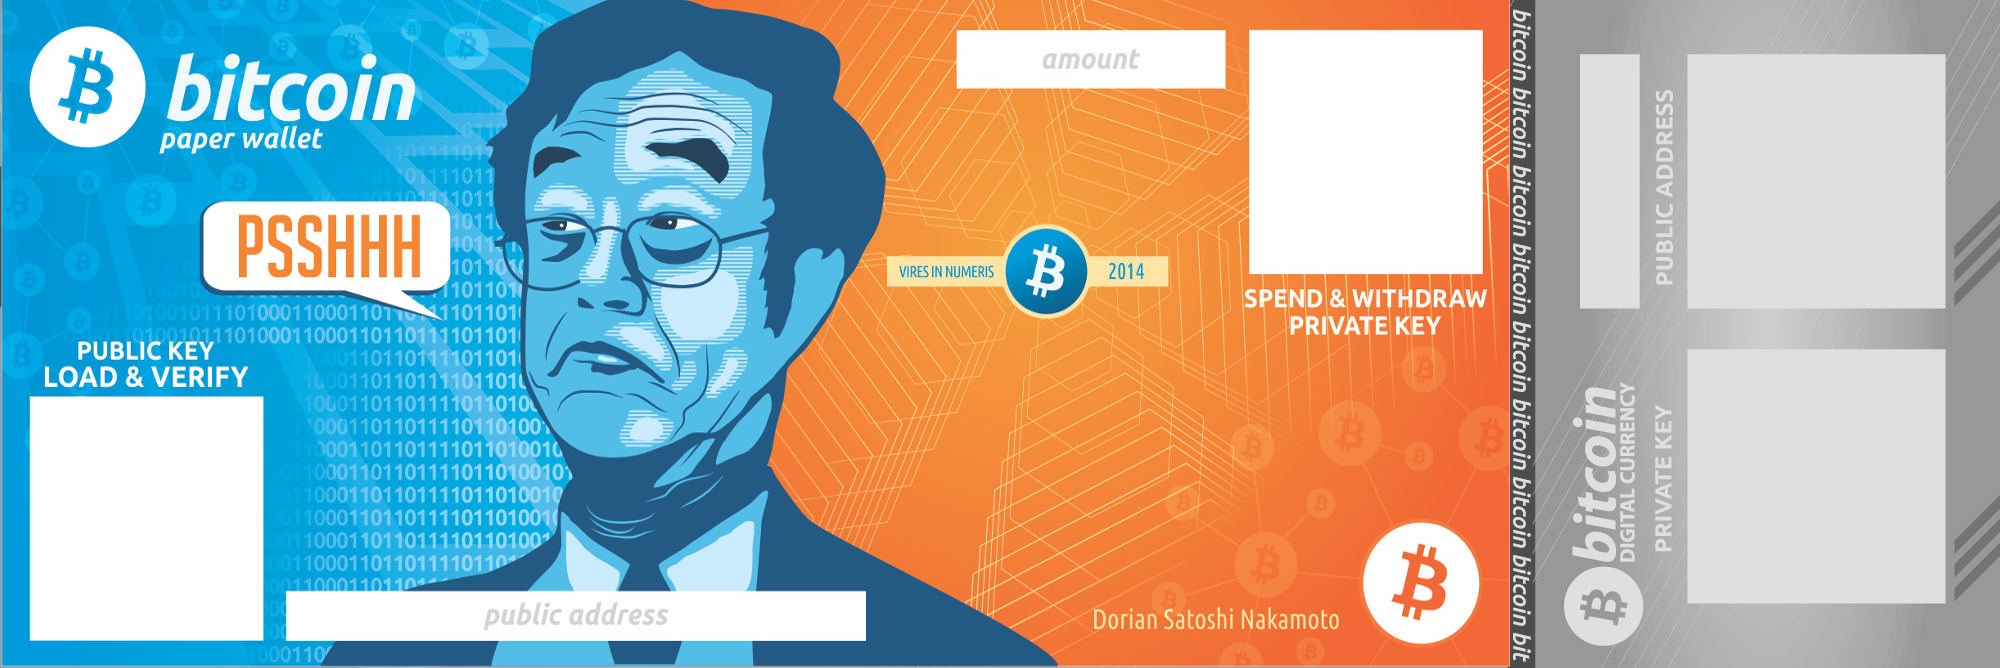 bitcoin
paper wallet
PSSHHH
PUBLIC KEY
LOAD & VERIFY
public address
amount
VIRES IN NUMERIS
2014
SPEND & WITHDRAW
PRIVATE KEY
Dorian Satoshi Nakamoto
bitcoin bitcoin bitcoin bitcoin bitcoin bitcoin bitcoin bitcoin bit
PUBLIC ADDRESS
bitcoin
DIGITAL CURRENCY
PRIVATE KEY